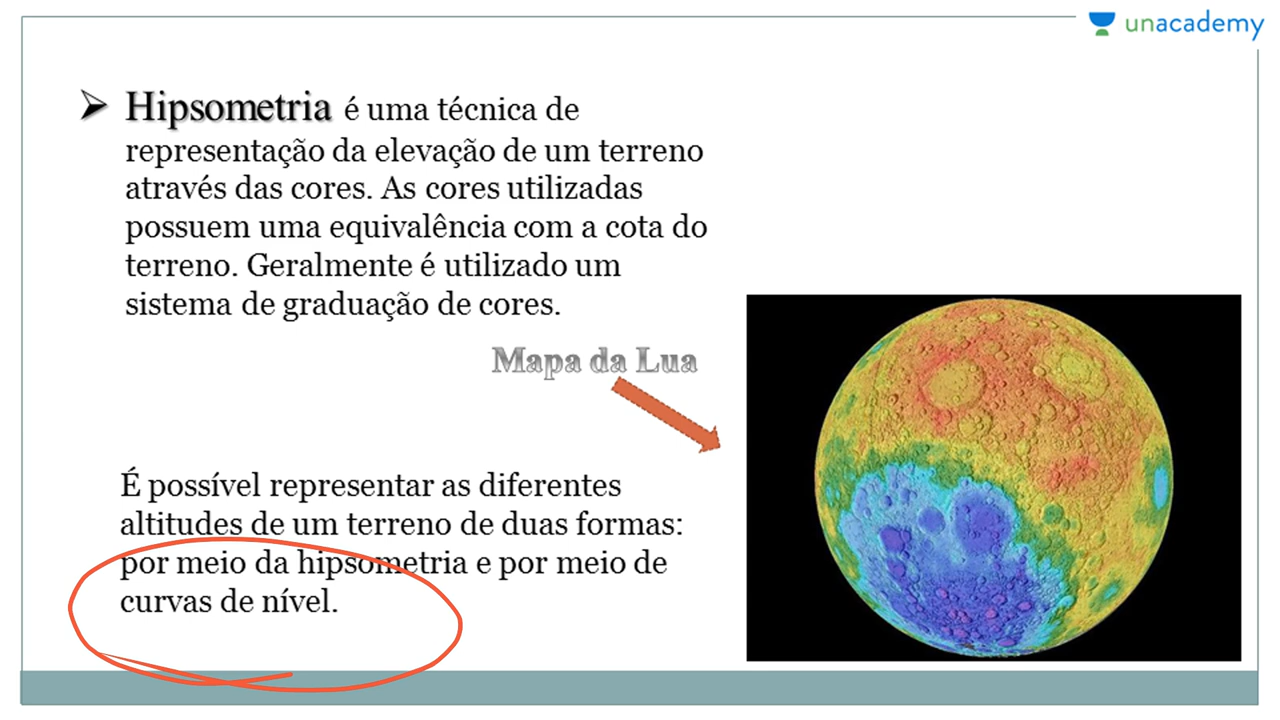 unacademy
Hipsometria é uma técnica de
representação da elevação de um terreno
através das cores. As cores utilizadas
possuem uma equivalência com a cota do
terreno. Geralmente é utilizado um
sistema de graduação de cores.
Mapa da Lua
É possível representar as diferentes
altitudes de um terreno de duas formas:
por meio da hipsometria e por meio de
curvas de nível.